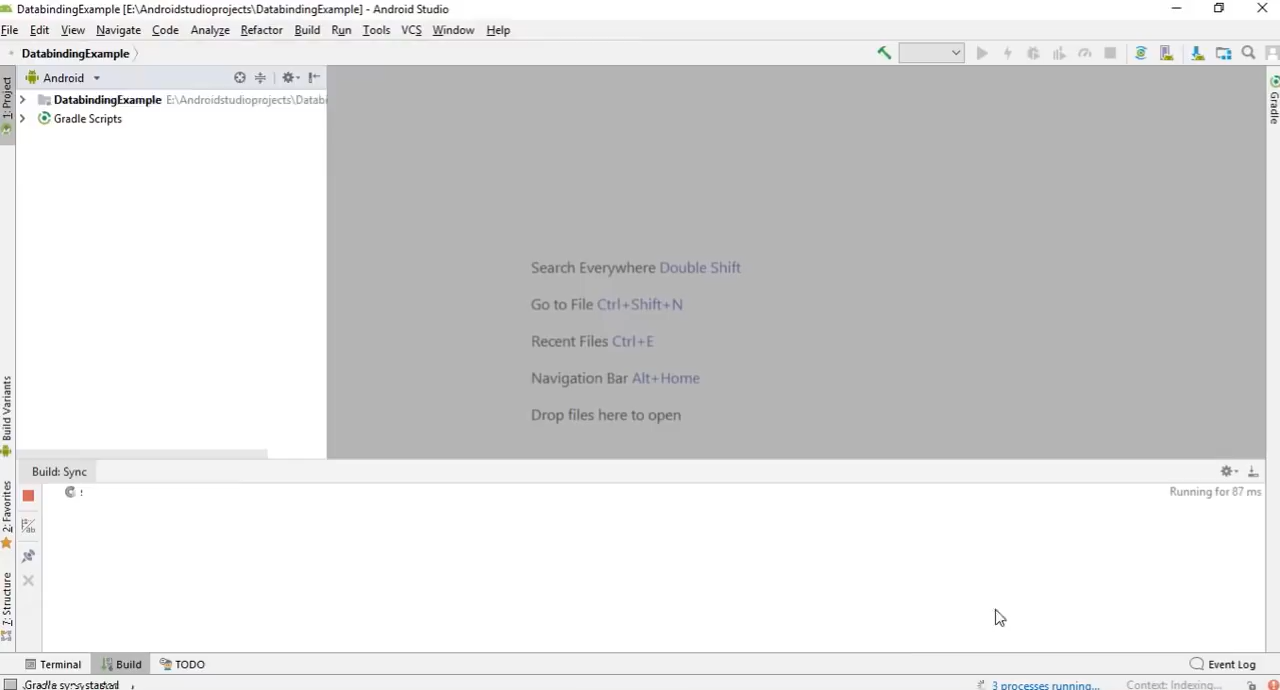 DatabindingExample [E:\Androidstudioprojects\DatabindingExample] - Android Studio
File Edit View Navigate Code Analyze Refactor Build Run Tools VCS Window Help
DatabindingExample
1: Project
Android
DatabindingExample E:\Androidstudioprojects\Databi
Gradle Scripts
Gradle
Search Everywhere Double Shift
Go to File Ctrl+Shift+N
Recent Files Ctrl+E
Navigation Bar Alt+Home
Drop files here to open
Build Variants
2: Favorites
7: Structure
Build: Sync
Running for 87 ms
Terminal Build TODO Event Log
Gradle sync started 3 processes running... Context: Indexing...